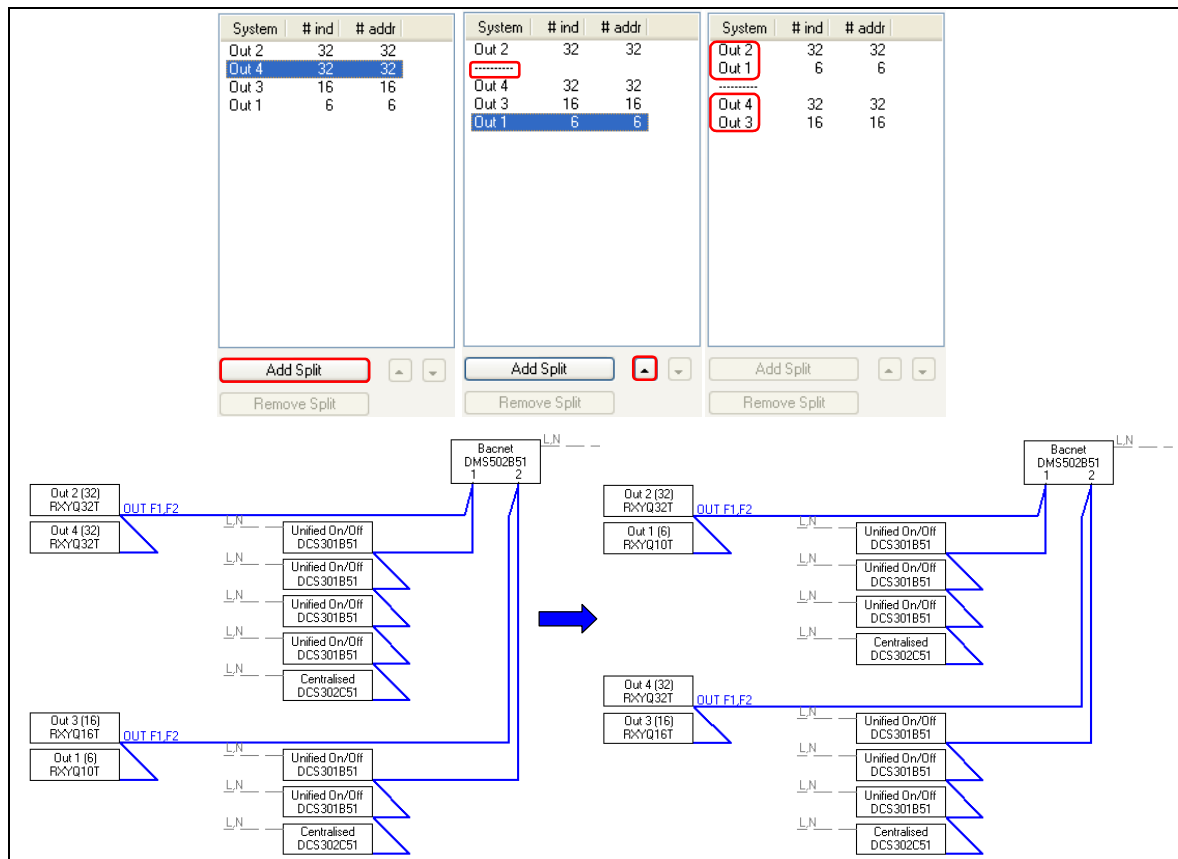 System # ind # addr
Out 2 32 32
Out 4 32 32
Out 3 16 16
Out 1 6 6
Add Split
Remove Split
System # ind # addr
Out 2 32 32
----------
Out 4 32 32
Out 3 16 16
Out 1 6 6
Add Split
Remove Split
System # ind # addr
Out 2 32 32
Out 1 6 6
----------
Out 4 32 32
Out 3 16 16
Add Split
Remove Split
Bacnet
DMS502B51
1 2
L,N
Out 2 (32)
RXYQ32T
OUT F1,F2
Out 4 (32)
RXYQ32T
L,N
Unified On/Off
DCS301B51
L,N
Unified On/Off
DCS301B51
L,N
Unified On/Off
DCS301B51
L,N
Unified On/Off
DCS301B51
L,N
Centralised
DCS302C51
Out 3 (16)
RXYQ16T
OUT F1,F2
Out 1 (6)
RXYQ10T
L,N
Unified On/Off
DCS301B51
L,N
Unified On/Off
DCS301B51
L,N
Centralised
DCS302C51
Bacnet
DMS502B51
1 2
L,N
Out 2 (32)
RXYQ32T
OUT F1,F2
Out 1 (6)
RXYQ10T
L,N
Unified On/Off
DCS301B51
L,N
Unified On/Off
DCS301B51
L,N
Unified On/Off
DCS301B51
L,N
Centralised
DCS302C51
Out 4 (32)
RXYQ32T
OUT F1,F2
Out 3 (16)
RXYQ16T
L,N
Unified On/Off
DCS301B51
L,N
Unified On/Off
DCS301B51
L,N
Unified On/Off
DCS301B51
L,N
Centralised
DCS302C51